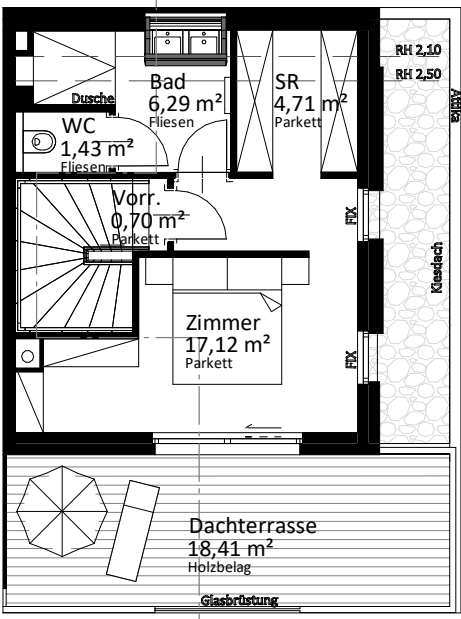 RH 2,10
RH 2,50
Attika
Bad
6,29 m²
Fliesen
SR
4,71 m²
Parkett
Dusche
WC
1,43 m²
Fliesen
Vorr.
0,70 m²
Parkett
FIX
Kiesdach
Zimmer
17,12 m²
Parkett
FIX
Dachterrasse
18,41 m²
Holzbelag
Glasbrüstung